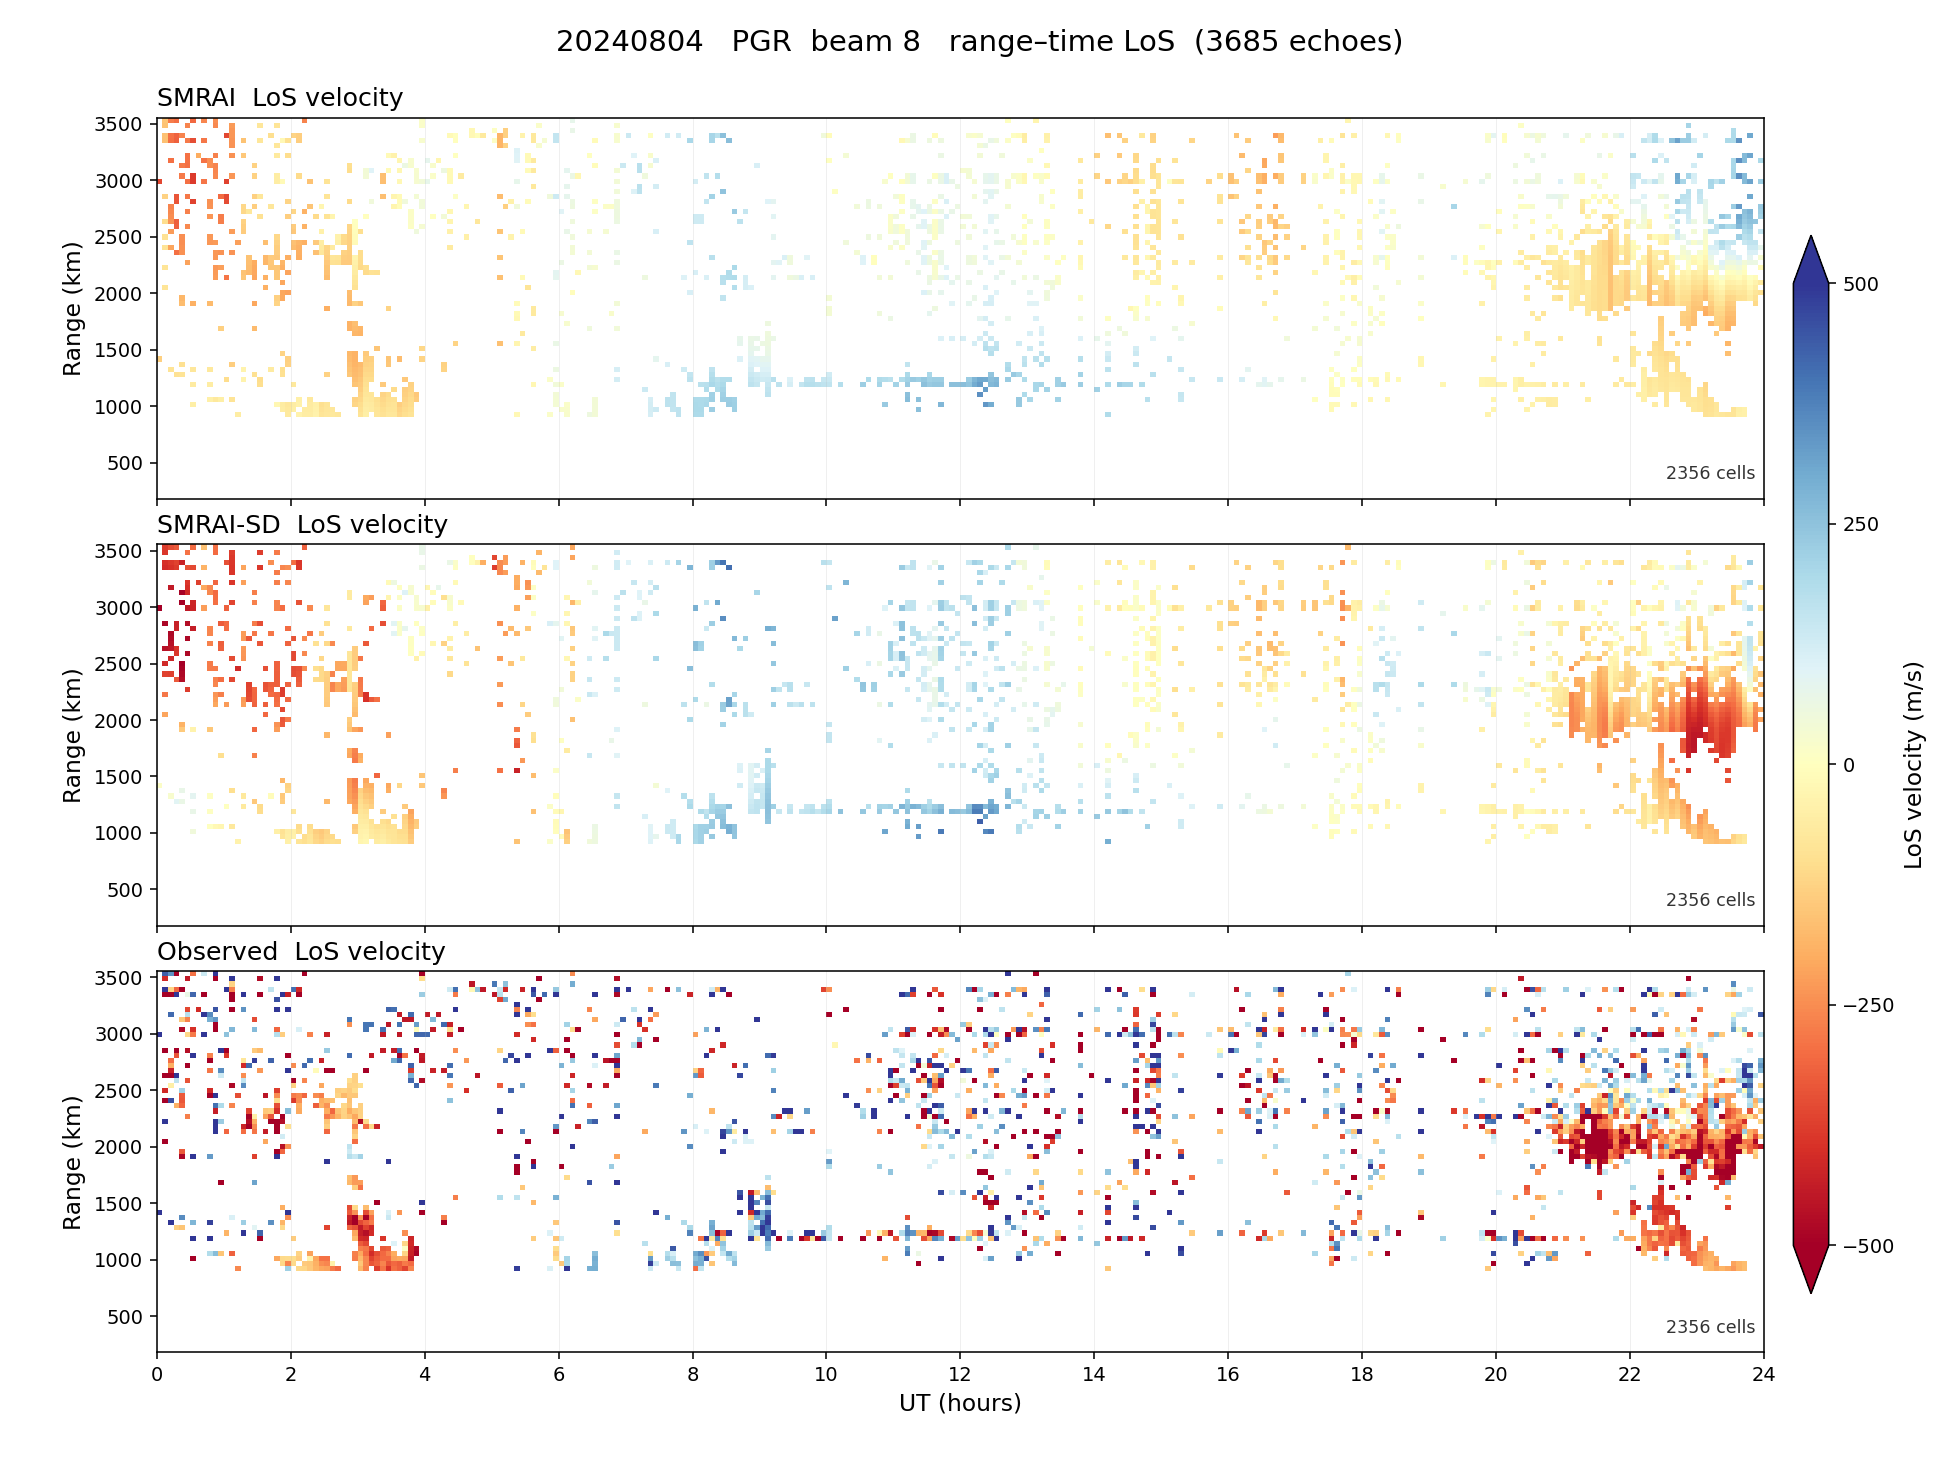 20240804   PGR  beam 8   range–time LoS  (3685 echoes)
SMRAI  LoS velocity
3500
3000
2500
2000
1500
1000
500
Range (km)
2356 cells
SMRAI-SD  LoS velocity
3500
3000
2500
2000
1500
1000
500
Range (km)
2356 cells
Observed  LoS velocity
3500
3000
2500
2000
1500
1000
500
Range (km)
2356 cells
0 2 4 6 8 10 12 14 16 18 20 22 24
UT (hours)
500
250
0
−250
−500
LoS velocity (m/s)